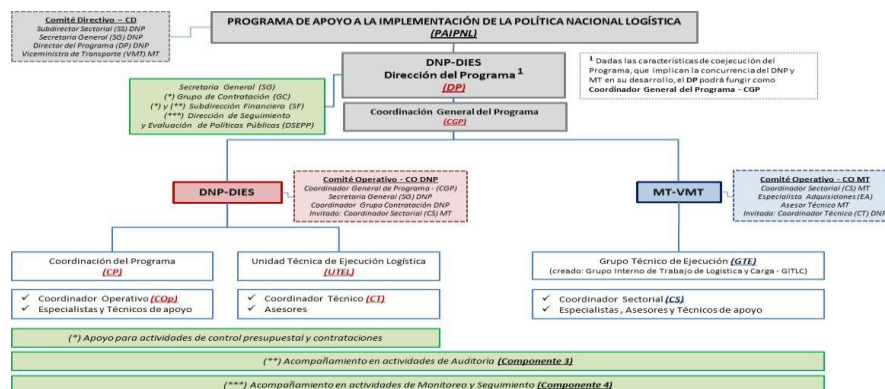 Comité Directivo – CD
Subdirector Sectorial (SS) DNP
Secretaria General (SG) DNP
Director del Programa (DP) DNP
Viceministro de Transporte (VMT) MT
PROGRAMA DE APOYO A LA IMPLEMENTACIÓN DE LA POLÍTICA NACIONAL LOGÍSTICA
(PAIPNL)
DNP-DIES
Dirección del Programa 1
(DP)
1 Dadas las características de coejecución del
Programa, que implican la concurrencia del DNP y
MT en su desarrollo, el DP podrá fungir como
Coordinador General del Programa - CGP
Secretaria General (SG)
(*) Grupo de Contratación (GC)
(*) y (**) Subdirección Financiera (SF)
(***) Dirección de Seguimiento
y Evaluación de Políticas Públicas (DSEPP)
Coordinación General del Programa
(CGP)
DNP-DIES
Comité Operativo - CO DNP
Coordinador General de Programa - (CGP)
Secretaria General (SG) DNP
Coordinador Grupo Contratación DNP
Invitado: Coordinador Sectorial (CS) MT
MT-VMT
Comité Operativo – CO MT
Coordinador Sectorial (CS) MT
Especialista Adquisiciones (EA)
Asesor Técnico MT
Invitado: Coordinador Técnico (CT) DNP
Coordinación del Programa
(CP)
Unidad Técnica de Ejecución Logística
(UTEL)
Grupo Técnico de Ejecución (GTE)
(creado: Grupo Interno de Trabajo de Logística y Carga - GITLC)
✓ Coordinador Operativo (COp)
✓ Especialistas y Técnicos de apoyo
✓ Coordinador Técnico (CT)
✓ Asesores
✓ Coordinador Sectorial (CS)
✓ Especialistas , Asesores y Técnicos de apoyo
(*) Apoyo para actividades de control presupuestal y contrataciones
(**) Acompañamiento en actividades de Auditoría (Componente 3)
(***) Acompañamiento en actividades de Monitoreo y Seguimiento (Componente 4)